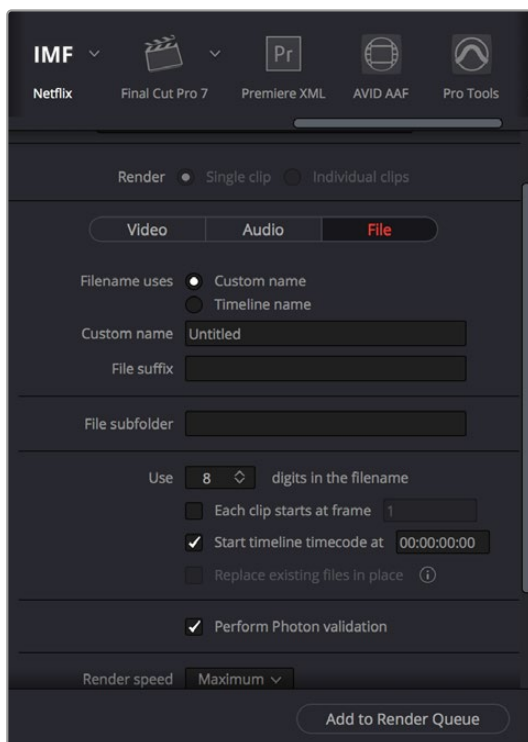 IMF
Pr
Netflix Final Cut Pro 7 Premiere XML AVID AAF Pro Tools
Render Single clip Individual clips
Video Audio File
Filename uses Custom name
Timeline name
Custom name Untitled
File suffix
File subfolder
Use 8 digits in the filename
Each clip starts at frame 1
Start timeline timecode at 00:00:00:00
Replace existing files in place
Perform Photon validation
Render speed Maximum
Add to Render Queue